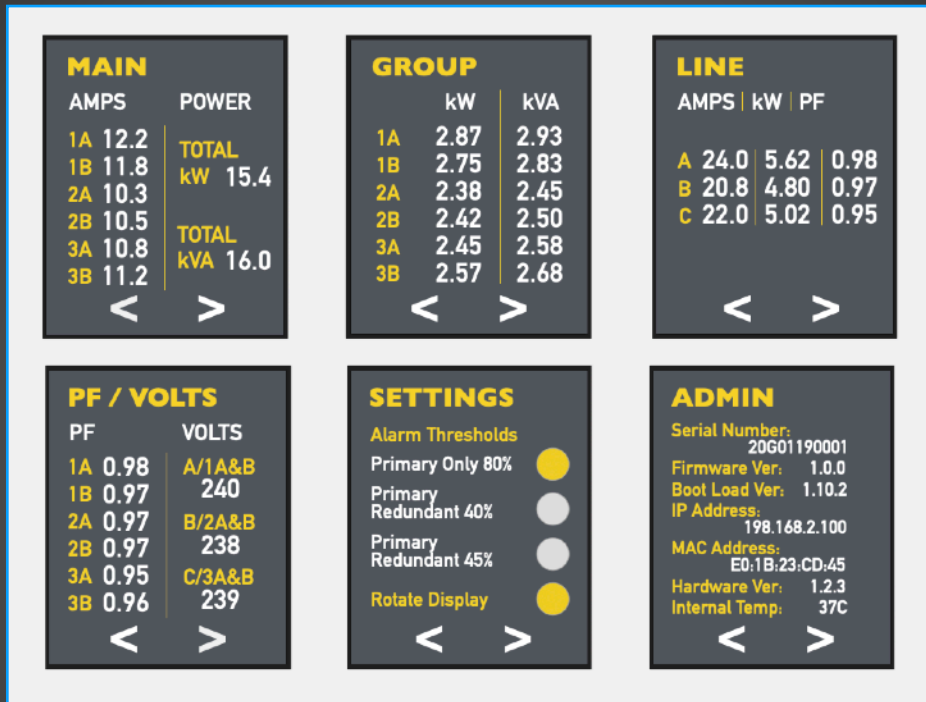 MAIN
AMPS POWER
1A 12.2
1B 11.8
2A 10.3
2B 10.5
3A 10.8
3B 11.2
TOTAL
kW 15.4
TOTAL
kVA 16.0
< >
GROUP
kW kVA
1A 2.87 2.93
1B 2.75 2.83
2A 2.38 2.45
2B 2.42 2.50
3A 2.45 2.58
3B 2.57 2.68
< >
LINE
AMPS | kW | PF
A 24.0 5.62 0.98
B 20.8 4.80 0.97
C 22.0 5.02 0.95
< >
PF / VOLTS
PF VOLTS
1A 0.98
1B 0.97
2A 0.97
2B 0.97
3A 0.95
3B 0.96
A/1A&B
240
B/2A&B
238
C/3A&B
239
< >
SETTINGS
Alarm Thresholds
Primary Only 80%
Primary
Redundant 40%
Primary
Redundant 45%
Rotate Display
< >
ADMIN
Serial Number:
20G01190001
Firmware Ver: 1.0.0
Boot Load Ver: 1.10.2
IP Address:
198.168.2.100
MAC Address:
E0:1B:23:CD:45
Hardware Ver: 1.2.3
Internal Temp: 37C
< >